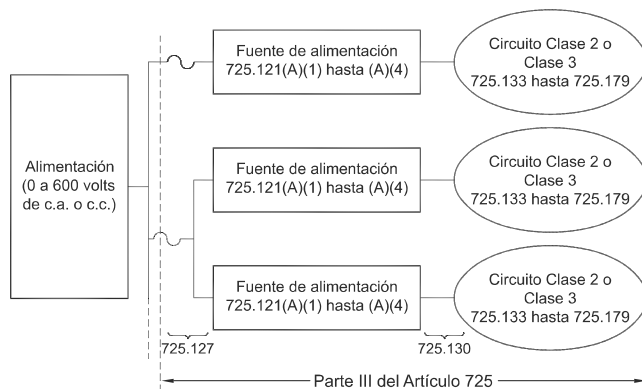 Alimentación
(0 a 600 volts
de c.a. o c.c.)
Fuente de alimentación
725.121(A)(1) hasta (A)(4)
Circuito Clase 2 o
Clase 3
725.133 hasta 725.179
Fuente de alimentación
725.121(A)(1) hasta (A)(4)
Circuito Clase 2 o
Clase 3
725.133 hasta 725.179
Fuente de alimentación
725.121(A)(1) hasta (A)(4)
Circuito Clase 2 o
Clase 3
725.133 hasta 725.179
725.127
725.130
Parte III del Artículo 725